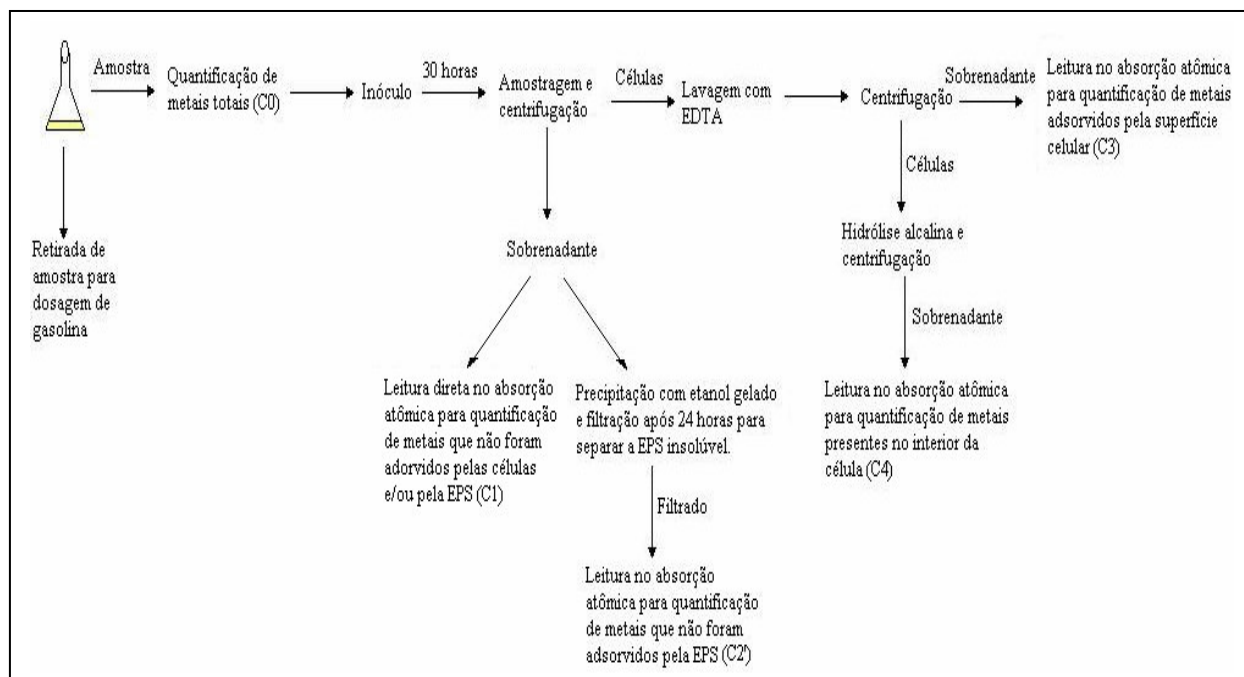 Amostra
Quantificação de
metais totais (C0)
Inóculo
30 horas
Amostragem e
centrifugação
Células
Lavagem com
EDTA
Centrifugação
Sobrenadante
Leitura no absorção atômica
para quantificação de metais
adsorvidos pela superfície
celular (C3)
Retirada de
amostra para
dosagem de
gasolina
Sobrenadante
Leitura direta no absorção
atômica para quantificação
de metais que não foram
adorvidos pelas células
e/ou pela EPS (C1)
Precipitação com etanol gelado
e filtração após 24 horas para
separar a EPS insolúvel.
Filtrado
Leitura no absorção
atômica para quantificação
de metais que não foram
adsorvidos pela EPS (C2')
Células
Hidrólise alcalina e
centrifugação
Sobrenadante
Leitura no absorção atômica
para quantificação de metais
presentes no interior da
célula (C4)